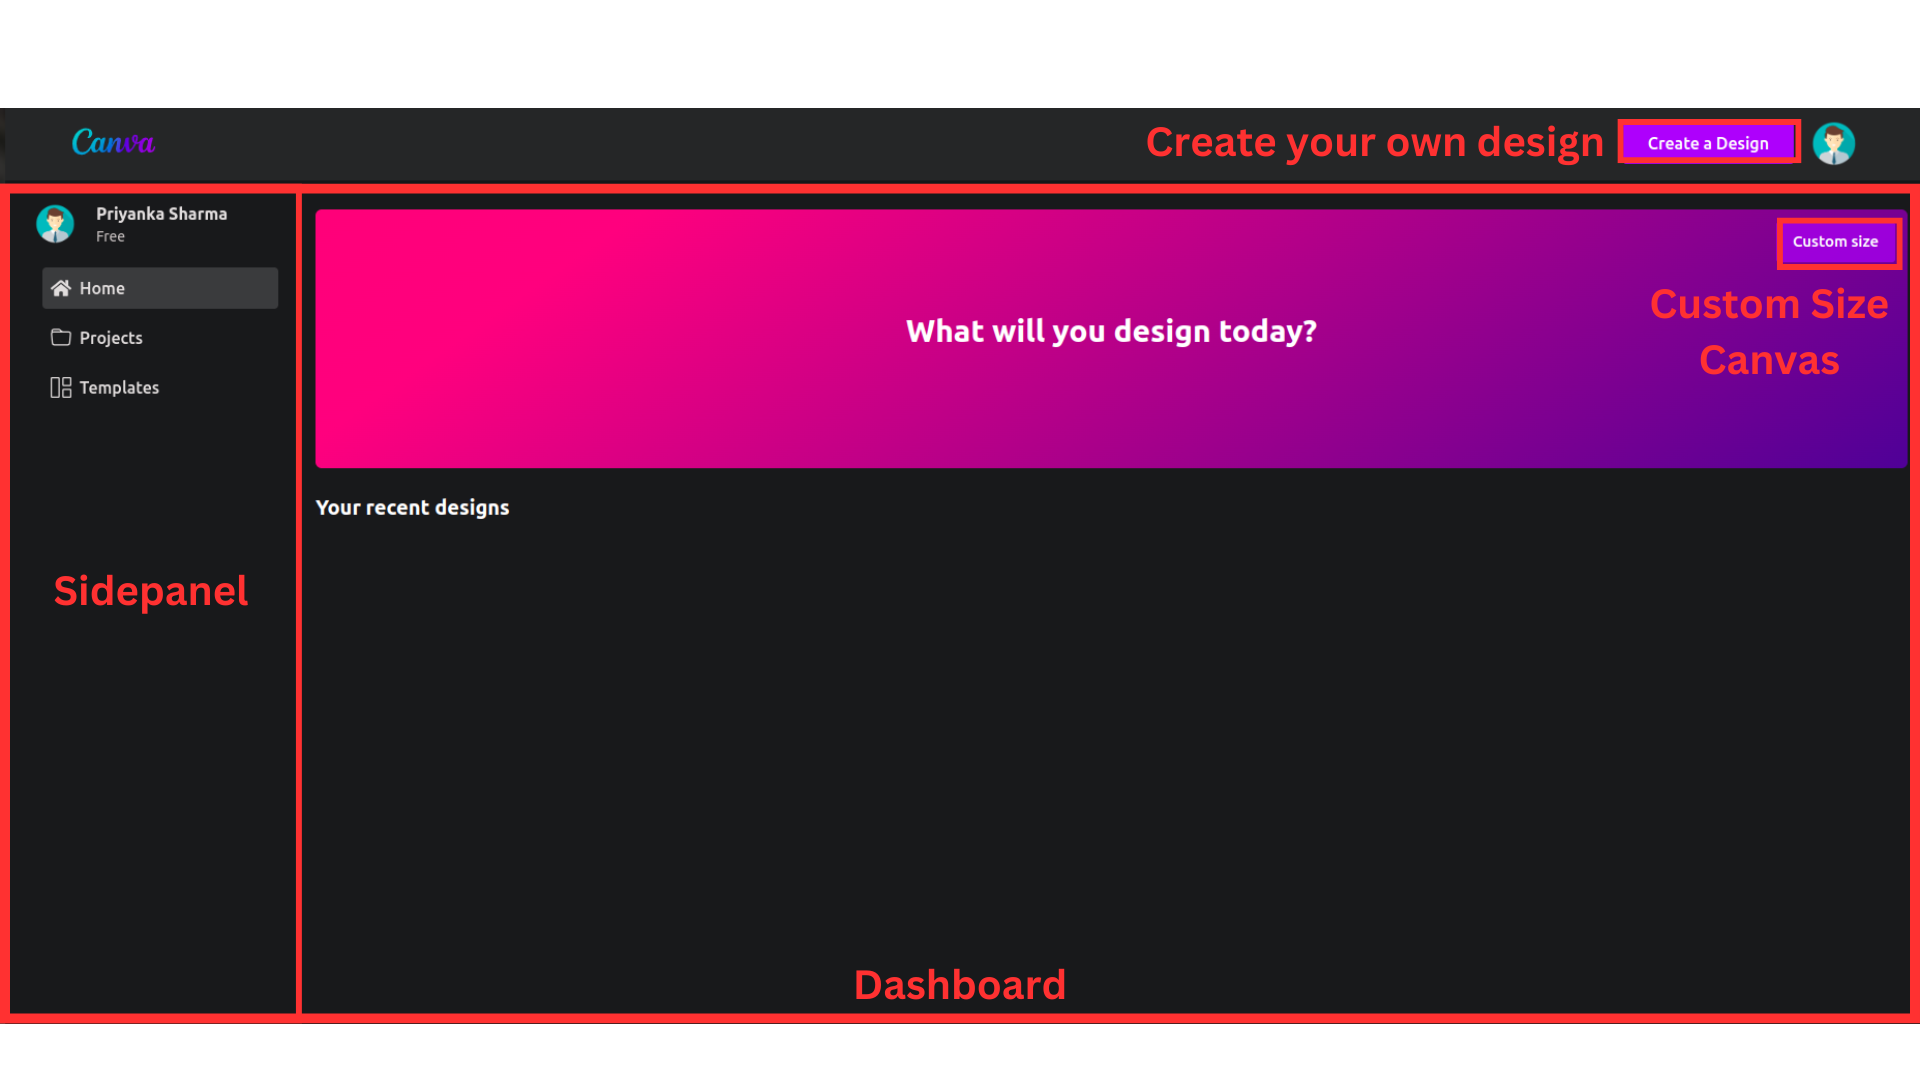 Canva
Create your own design
Create a Design
Priyanka Sharma
Free
Home
Projects
Templates
Sidepanel
Custom size
Custom Size
Canvas
What will you design today?
Your recent designs
Dashboard